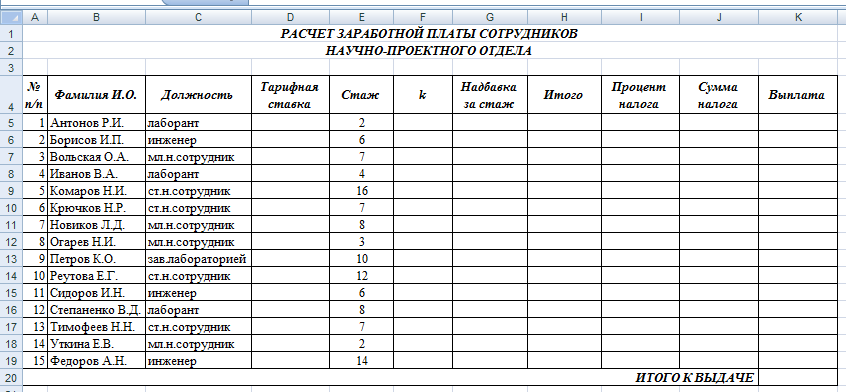 A B C D E F G H I J K
1 РАСЧЕТ ЗАРАБОТНОЙ ПЛАТЫ СОТРУДНИКОВ
2 НАУЧНО-ПРОЕКТНОГО ОТДЕЛА
3
4 № п/п Фамилия И.О. Должность Тарифная ставка Стаж k Надбавка за стаж Итого Процент налога Сумма налога Выплата
5 1 Антонов Р.И. лаборант 2
6 2 Борисов И.П. инженер 6
7 3 Вольская О.А. мл.н.сотрудник 7
8 4 Иванов В.А. лаборант 4
9 5 Комаров Н.И. ст.н.сотрудник 16
10 6 Крючков Н.Р. ст.н.сотрудник 7
11 7 Новиков Л.Д. мл.н.сотрудник 8
12 8 Огарев Н.И. мл.н.сотрудник 3
13 9 Петров К.О. зав.лабораторией 10
14 10 Реутова Е.Г. ст.н.сотрудник 12
15 11 Сидоров И.Н. инженер 6
16 12 Степаненко В.Д. лаборант 8
17 13 Тимофеев Н.Н. ст.н.сотрудник 7
18 14 Уткина Е.В. мл.н.сотрудник 2
19 15 Федоров А.Н. инженер 14
20 ИТОГО К ВЫДАЧЕ